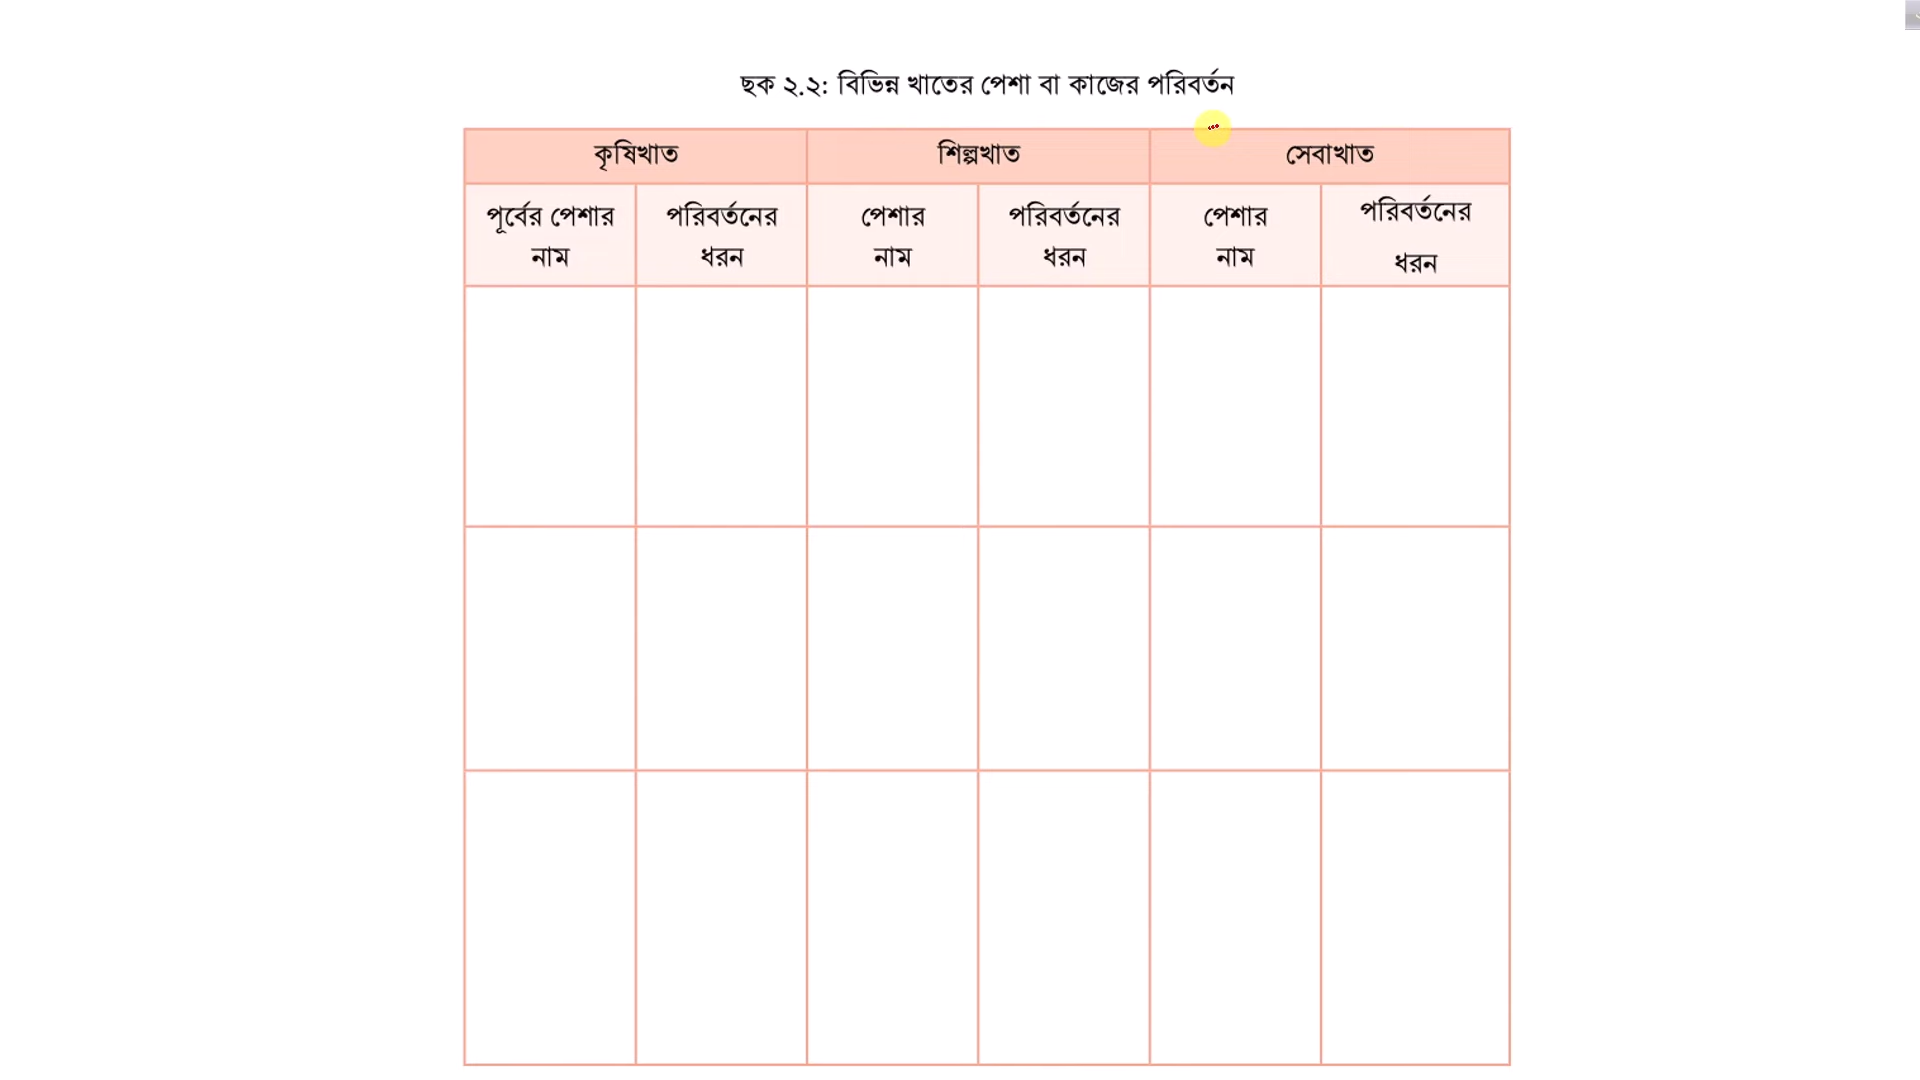 ছক ২.২: বিভিন্ন খাতের পেশা বা কাজের পরিবর্তন
কৃষিখাত শিল্পখাত সেবাখাত
পূর্বের পেশার নাম
পরিবর্তনের ধরন
পেশার নাম
পরিবর্তনের ধরন
পেশার নাম
পরিবর্তনের ধরন